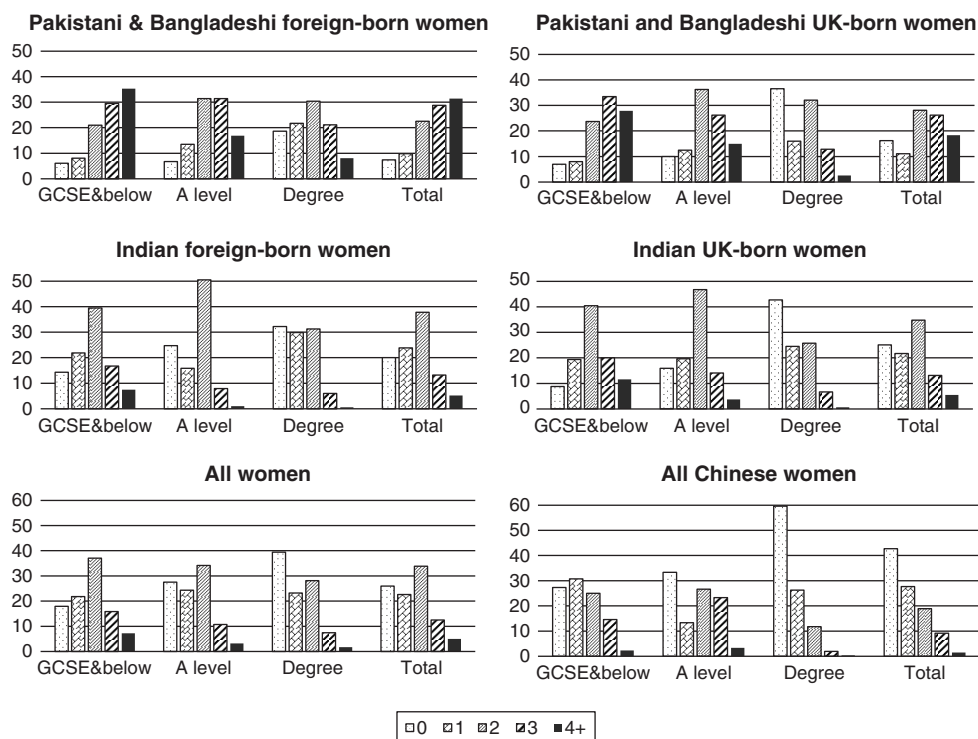 Pakistani & Bangladeshi foreign-born women
50
40
30
20
10
0
GCSE&below A level Degree Total
Pakistani and Bangladeshi UK-born women
50
40
30
20
10
0
GCSE&below A level Degree Total
Indian foreign-born women
50
40
30
20
10
0
GCSE&below A level Degree Total
Indian UK-born women
50
40
30
20
10
0
GCSE&below A level Degree Total
All women
60
50
40
30
20
10
0
GCSE&below A level Degree Total
All Chinese women
60
50
40
30
20
10
0
GCSE&below A level Degree Total
0 1 2 3 4+